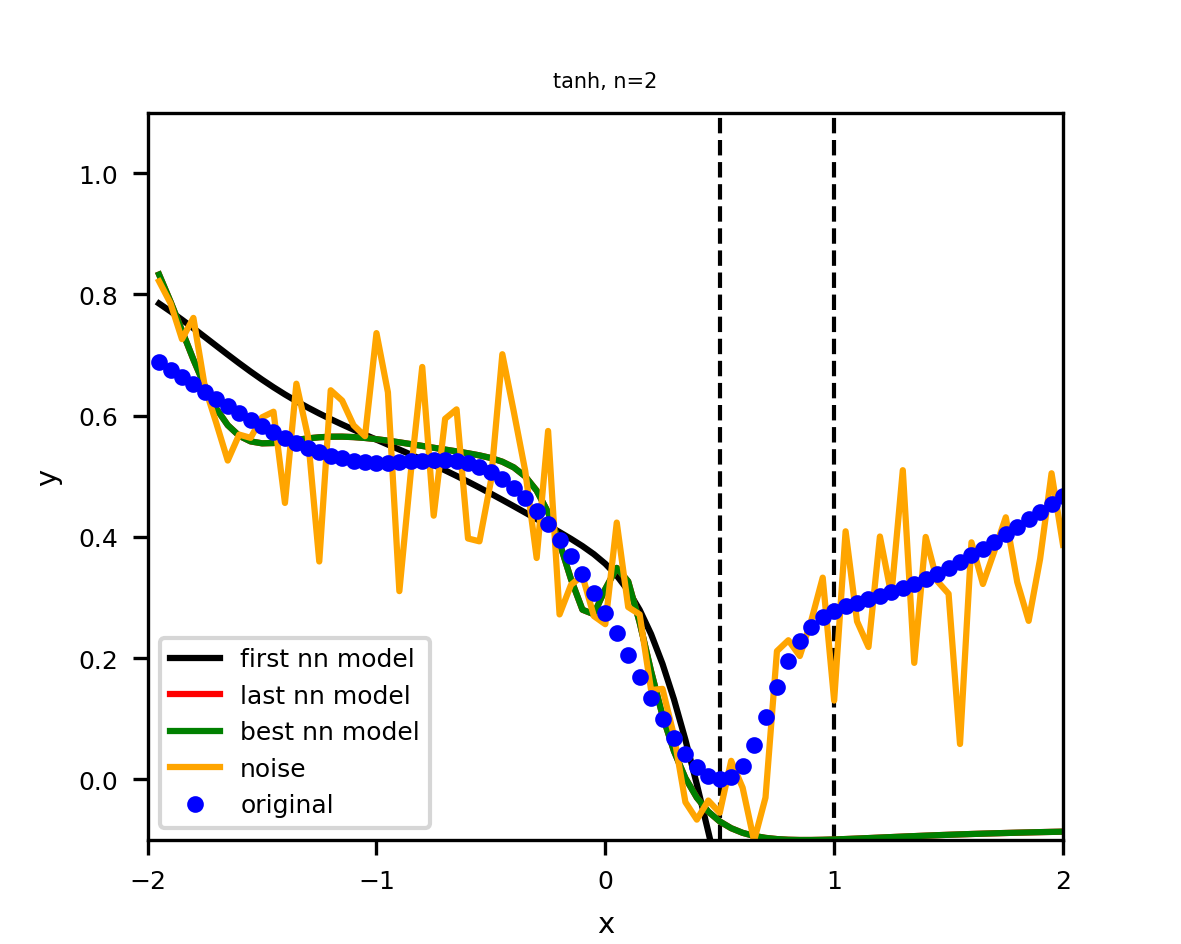 tanh, n=2
1.0
0.8
0.6
0.4
0.2
0.0
y
first nn model
last nn model
best nn model
noise
original
−2
−1
0
1
2
x